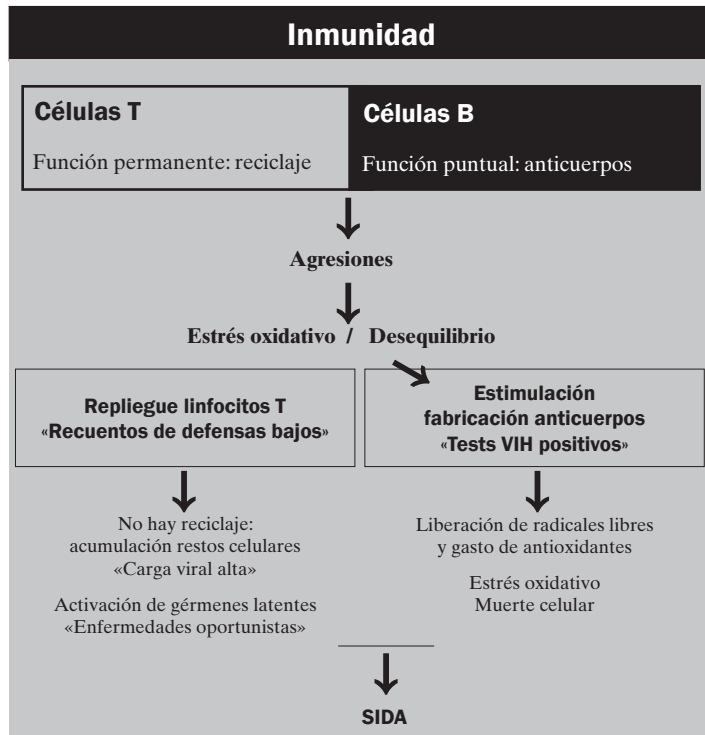 Inmunidad
Células T
Función permanente: reciclaje
Células B
Función puntual: anticuerpos
Agresiones
Estrés oxidativo / Desequilibrio
Repliegue linfocitos T
«Recuentos de defensas bajos»
Estimulación
fabricación anticuerpos
«Tests VIH positivos»
No hay reciclaje:
acumulación restos celulares
«Carga viral alta»
Activación de gérmenes latentes
«Enfermedades oportunistas»
Liberación de radicales libres
y gasto de antioxidantes
Estrés oxidativo
Muerte celular
SIDA